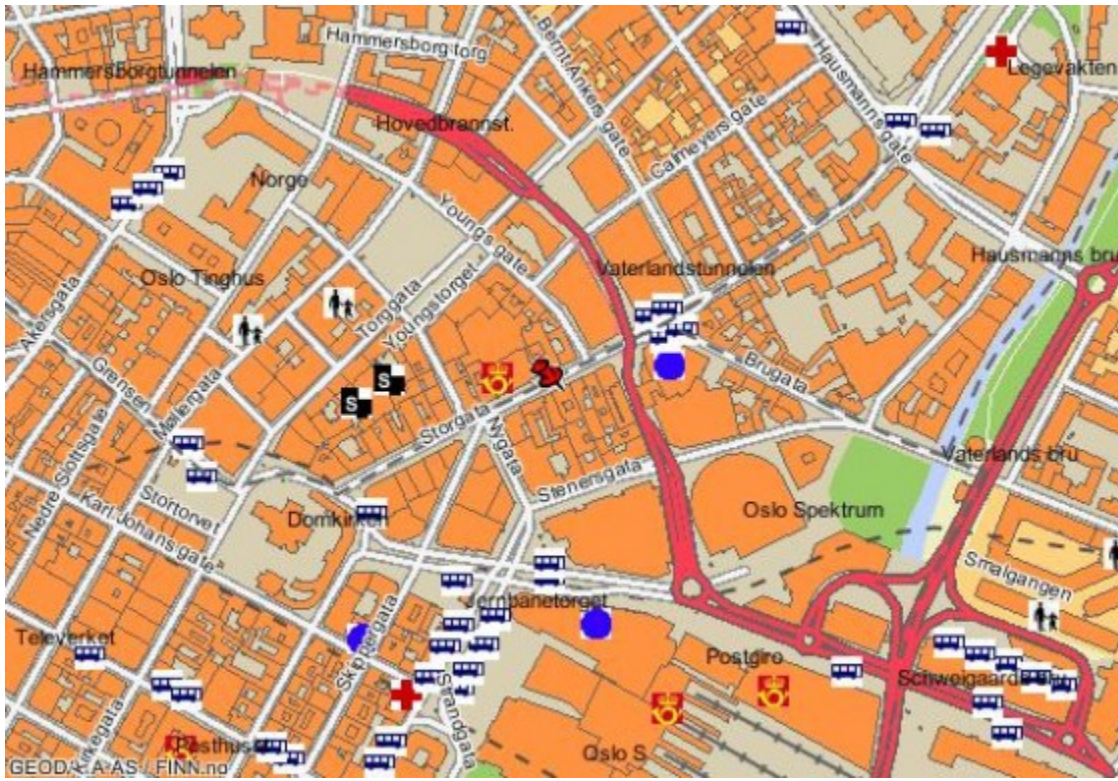 Hammersborg torg
Bernt Ankes gate
Hausmanns gate
Legevakten
Hammersborgtunnelen
Hovedbrannst.
Calmeyers gate
Norge
Youngs gate
Hausmanns bru
Oslo Tinghus
Vaterlandstunnelen
Akersgata
Torggata
Youngstorget
Grensen
Møllergata
Brugata
Storgata
Nygata
Nedre Slottsgate
Stenersgata
Vaterlands bru
Karl Johans gate
Stortorvet
Domkirken
Oslo Spektrum
Smalgangen
Jernbanetorget
Skippergata
Televerket
Postgiro
Strandgata
S
S
Oslo S
GEODATA AS / FINN.no